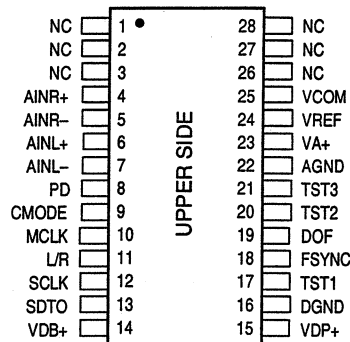 NC 1 28 NC
NC 2 27 NC
NC 3 26 NC
AINR+ 4 25 VCOM
AINR– 5 24 VREF
AINL+ 6 23 VA+
AINL– 7 22 AGND
PD 8 21 TST3
CMODE 9 20 TST2
MCLK 10 19 DOF
L/R 11 18 FSYNC
SCLK 12 17 TST1
SDTO 13 16 DGND
VDB+ 14 15 VDP+
UPPER SIDE